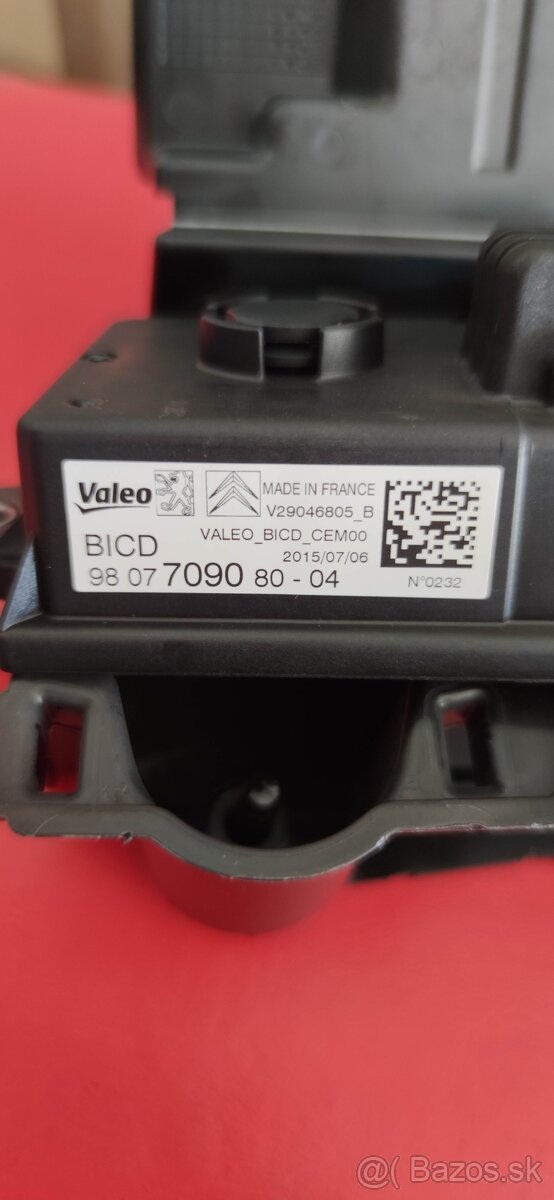 Valeo MADE IN FRANCE
V29046805_B
VALEO_BICD_CEM00
BICD 2015/07/06
98 07 7090 80 - 04
N°0232
@( Bazos.sk